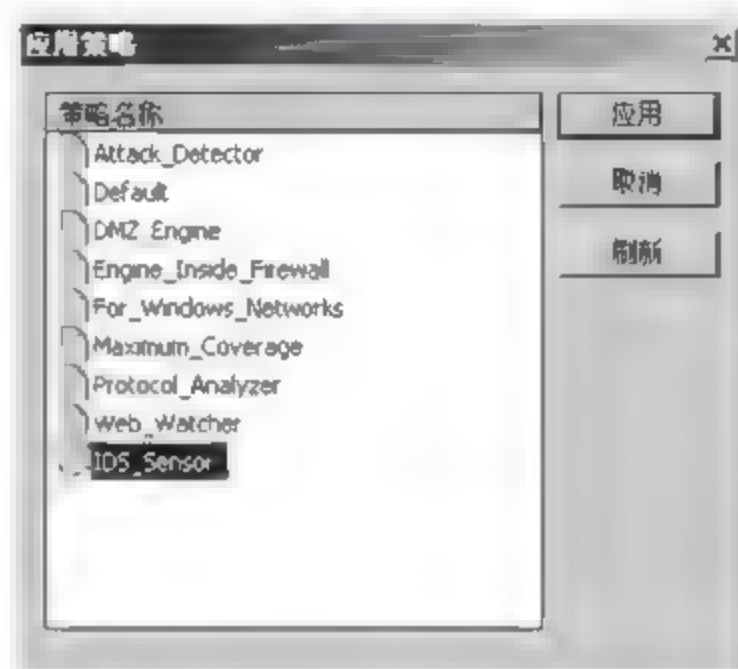 应用策略
策略名称
Attack_Detector
Default
DMZ_Engine
Engine_Inside_Firewall
For_Windows_Networks
Maximum_Coverage
Protocol_Analyzer
Web_Watcher
IDS_Sensor
应用
取消
刷新